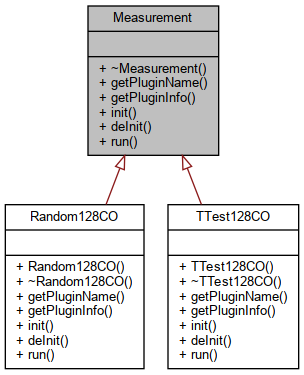 Measurement
+ ~Measurement()
+ getPluginName()
+ getPluginInfo()
+ init()
+ deInit()
+ run()
Random128CO
+ Random128CO()
+ ~Random128CO()
+ getPluginName()
+ getPluginInfo()
+ init()
+ deInit()
+ run()
TTest128CO
+ TTest128CO()
+ ~TTest128CO()
+ getPluginName()
+ getPluginInfo()
+ init()
+ deInit()
+ run()